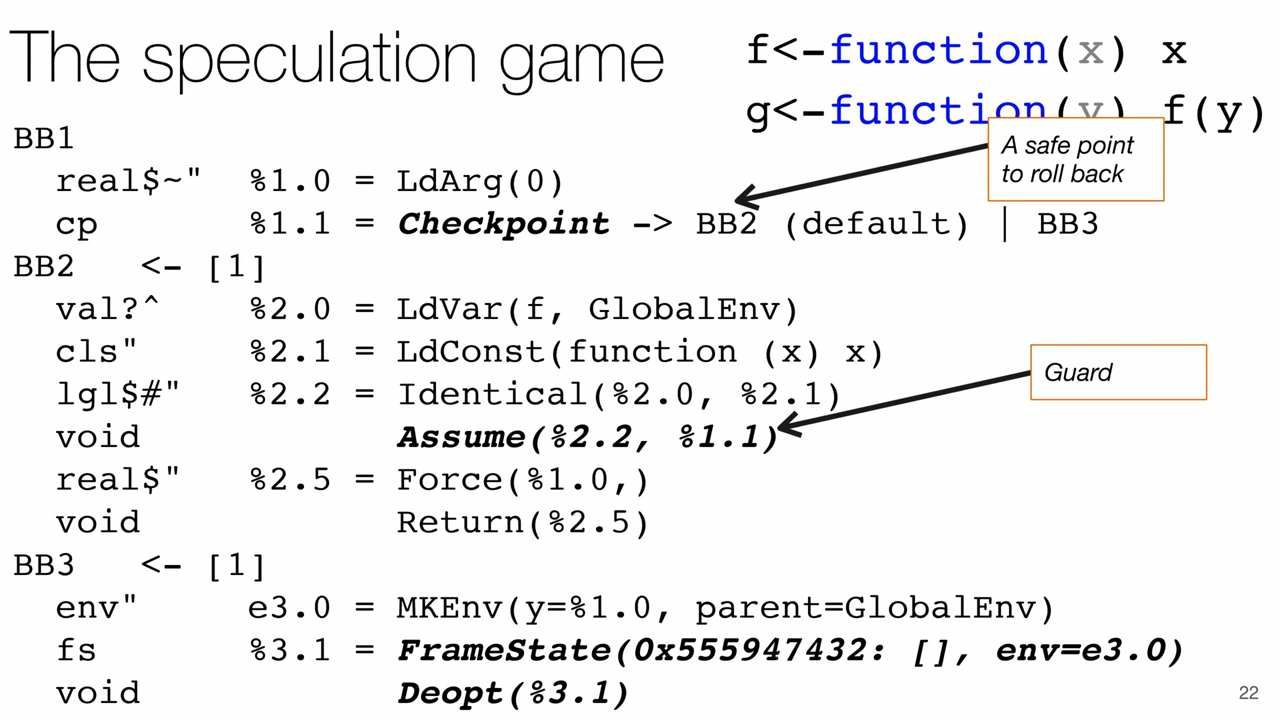 The speculation game
f<-function(x) x
g<-function(y) f(y)
A safe point
to roll back
BB1
real$~" %1.0 = LdArg(0)
cp %1.1 = Checkpoint -> BB2 (default) | BB3
BB2 <- [1]
val?^ %2.0 = LdVar(f, GlobalEnv)
cls" %2.1 = LdConst(function (x) x)
lgl$#" %2.2 = Identical(%2.0, %2.1)
Guard
void Assume(%2.2, %1.1)
real$" %2.5 = Force(%1.0,)
void Return(%2.5)
BB3 <- [1]
env" e3.0 = MKEnv(y=%1.0, parent=GlobalEnv)
fs %3.1 = FrameState(0x555947432: [], env=e3.0)
void Deopt(%3.1)
22